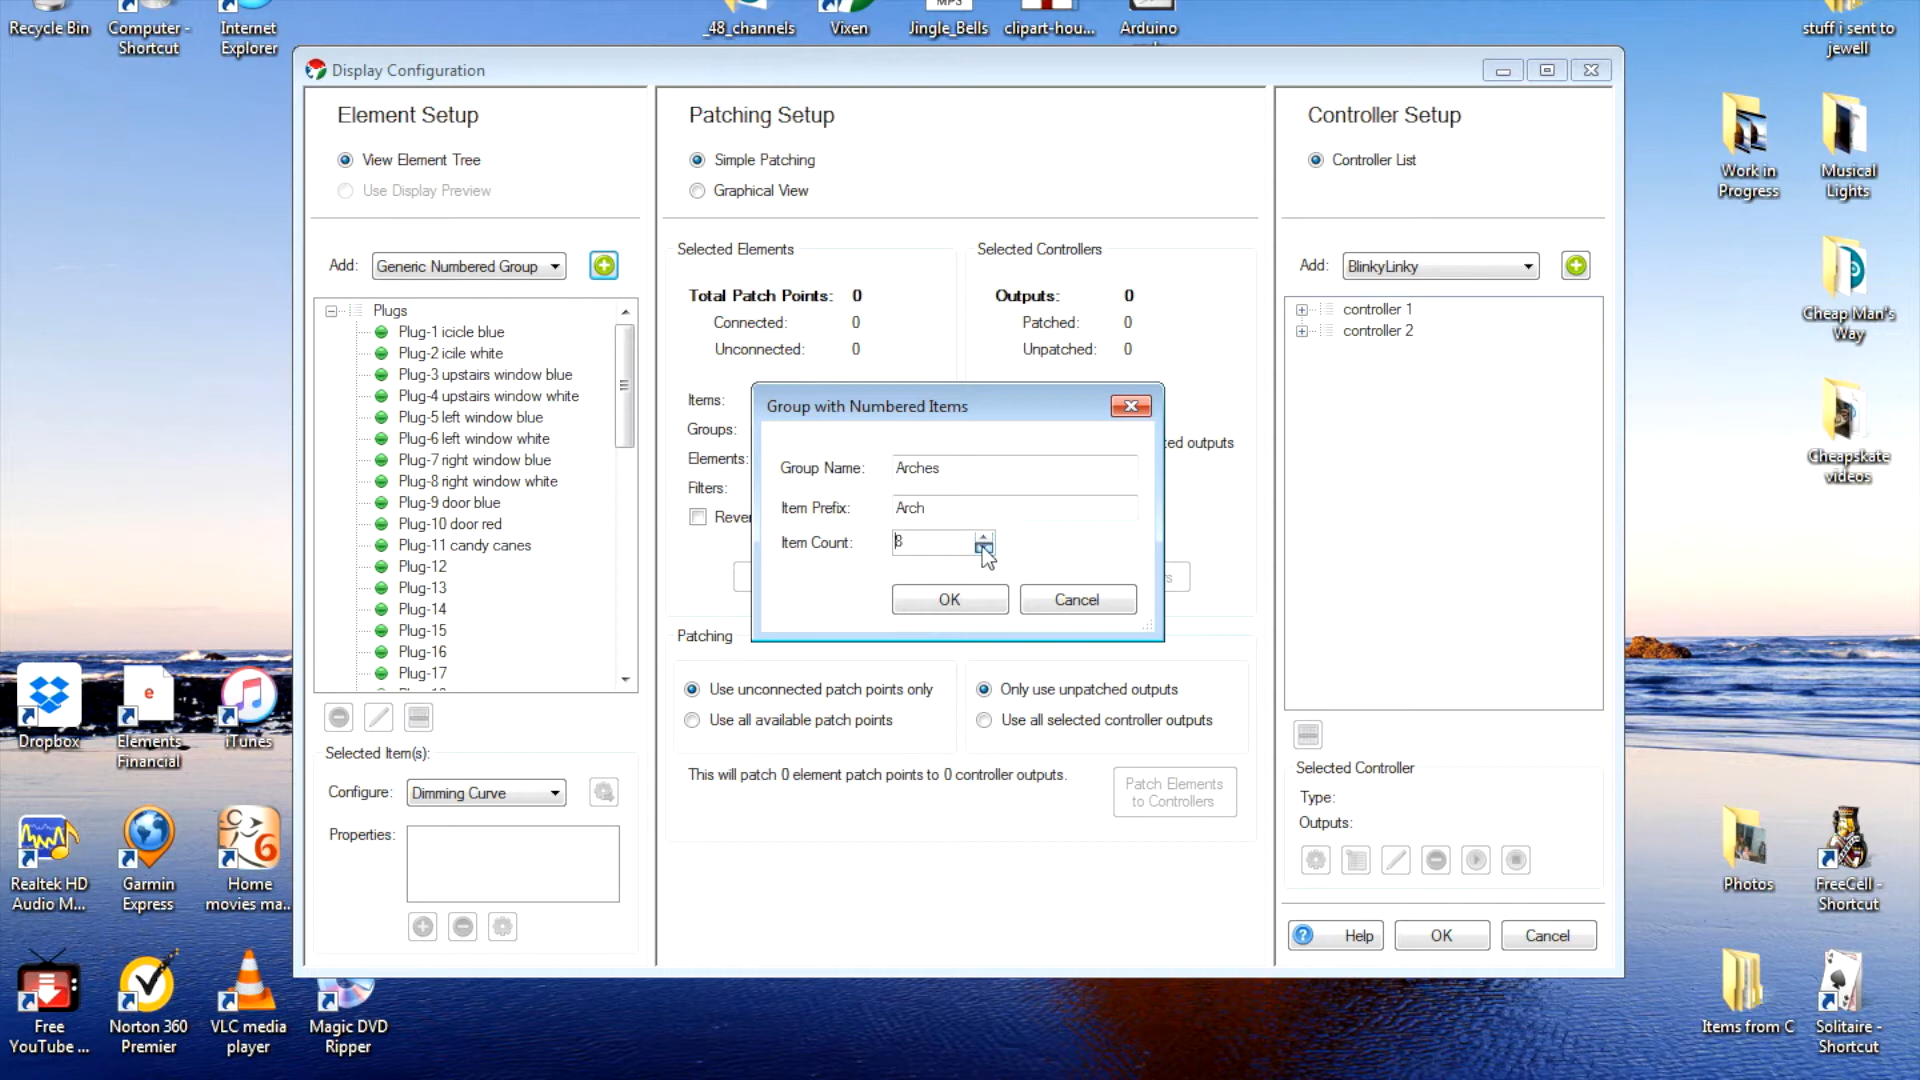 Recycle Bin
Computer -
Shortcut
Internet
Explorer
_48_channels
Vixen
MP3
Jingle_Bells
clipart-hou...
Arduino
stuff i sent to
jewell
Display Configuration
Element Setup
View Element Tree
Use Display Preview
Add:
Generic Numbered Group
Plugs
Plug-1 icicle blue
Plug-2 icile white
Plug-3 upstairs window blue
Plug-4 upstairs window white
Plug-5 left window blue
Plug-6 left window white
Plug-7 right window blue
Plug-8 right window white
Plug-9 door blue
Plug-10 door red
Plug-11 candy canes
Plug-12
Plug-13
Plug-14
Plug-15
Plug-16
Plug-17
Selected Item(s):
Configure:
Dimming Curve
Properties:
Patching Setup
Simple Patching
Graphical View
Selected Elements
Total Patch Points: 0
Connected: 0
Unconnected: 0
Items:
Groups:
Elements:
Filters:
Selected Controllers
Outputs: 0
Patched: 0
Unpatched: 0
outputs
Group with Numbered Items
Group Name: Arches
Item Prefix: Arch
Item Count: 8
OK
Cancel
Patching
Use unconnected patch points only
Use all available patch points
Only use unpatched outputs
Use all selected controller outputs
This will patch 0 element patch points to 0 controller outputs.
Patch Elements
to Controllers
Controller Setup
Controller List
Add:
BlinkyLinky
controller 1
controller 2
Selected Controller
Type:
Outputs:
Help
OK
Cancel
Work in
Progress
Musical
Lights
Cheap Man's
Way
Cheapskate
videos
Photos
FreeCell -
Shortcut
Items from C
Solitaire -
Shortcut
Dropbox
Elements
Financial
iTunes
Realtek HD
Audio M...
Garmin
Express
Home
movies ma...
Free
YouTube ...
Norton 360
Premier
VLC media
player
Magic DVD
Ripper